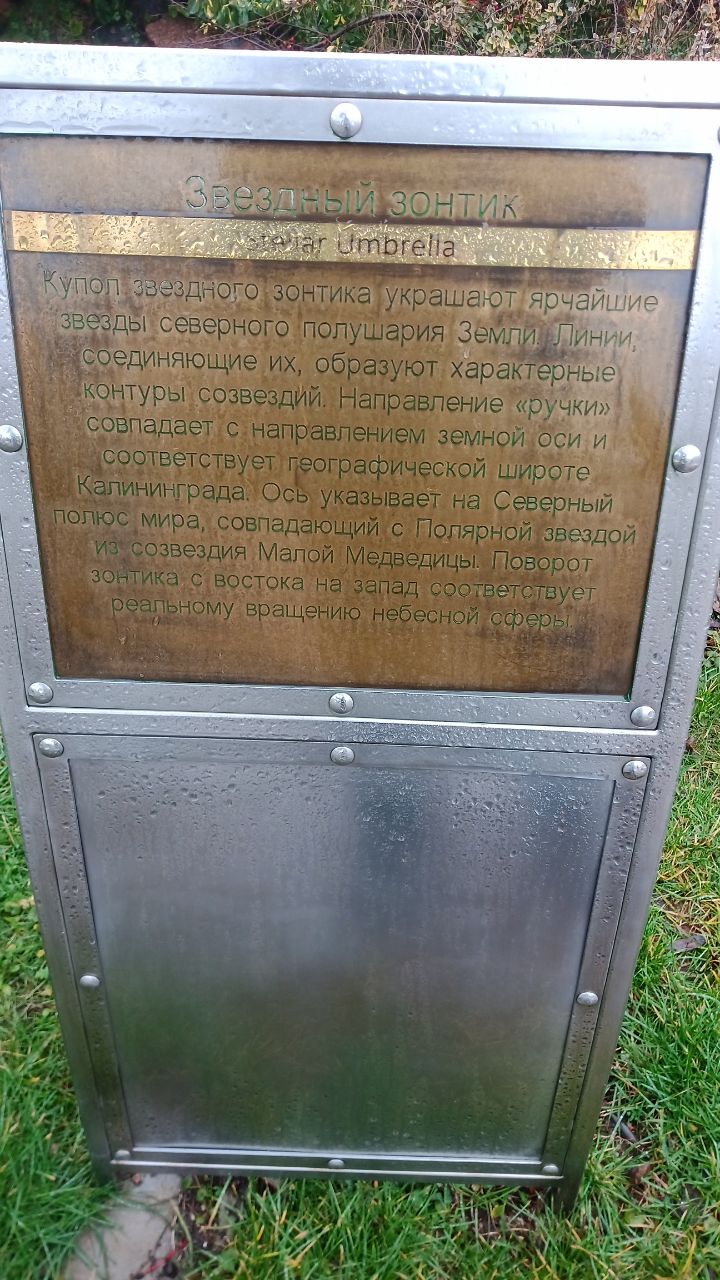 Звездный зонтик
Stellar Umbrella
Купол звездного зонтика украшают ярчайшие
звезды северного полушария Земли. Линии,
соединяющие их, образуют характерные
контуры созвездий. Направление «ручки»
совпадает с направлением земной оси и
соответствует географической широте
Калининграда. Ось указывает на Северный
полюс мира, совпадающий с Полярной звездой
из созвездия Малой Медведицы. Поворот
зонтика с востока на запад соответствует
реальному вращению небесной сферы.